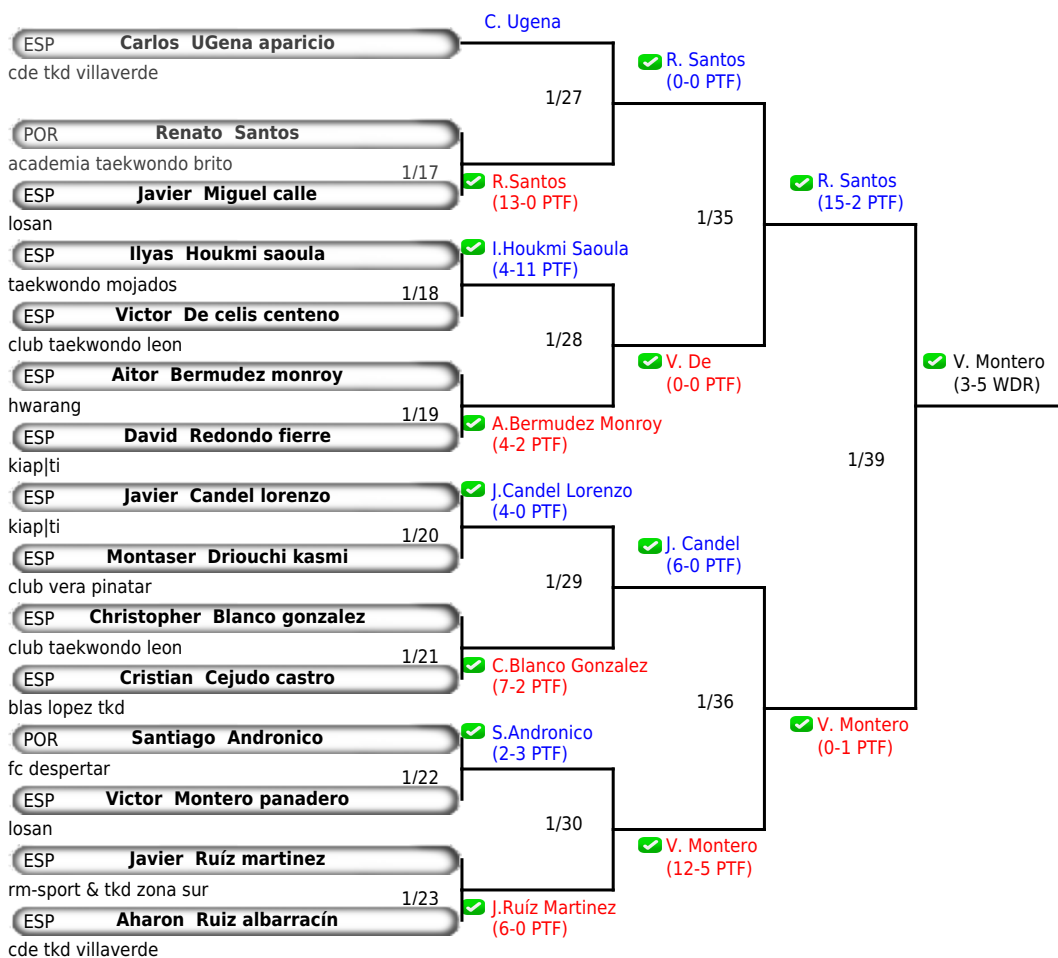 C. Ugena
ESP Carlos UGena aparicio
cde tkd villaverde
R. Santos
(0-0 PTF)
1/27
POR Renato Santos
academia taekwondo brito
1/17
ESP Javier Miguel calle
losan
R.Santos
(13-0 PTF)
R. Santos
(15-2 PTF)
1/35
ESP Ilyas Houkmi saoula
taekwondo mojados
I.Houkmi Saoula
(4-11 PTF)
1/18
ESP Victor De celis centeno
club taekwondo leon
1/28
V. De
(0-0 PTF)
V. Montero
(3-5 WDR)
ESP Aitor Bermudez monroy
hwarang
1/19
ESP David Redondo fierre
kiap|ti
A.Bermudez Monroy
(4-2 PTF)
1/39
ESP Javier Candel lorenzo
kiap|ti
J.Candel Lorenzo
(4-0 PTF)
1/20
ESP Montaser Driouchi kasmi
club vera pinatar
J. Candel
(6-0 PTF)
1/29
ESP Christopher Blanco gonzalez
club taekwondo leon
1/21
ESP Cristian Cejudo castro
blas lopez tkd
C.Blanco Gonzalez
(7-2 PTF)
1/36
V. Montero
(0-1 PTF)
POR Santiago Andronico
fc despertar
S.Andronico
(2-3 PTF)
1/22
ESP Victor Montero panadero
losan
1/30
V. Montero
(12-5 PTF)
ESP Javier Ruíz martinez
rm-sport & tkd zona sur
1/23
ESP Aharon Ruiz albarracín
cde tkd villaverde
J.Ruíz Martinez
(6-0 PTF)